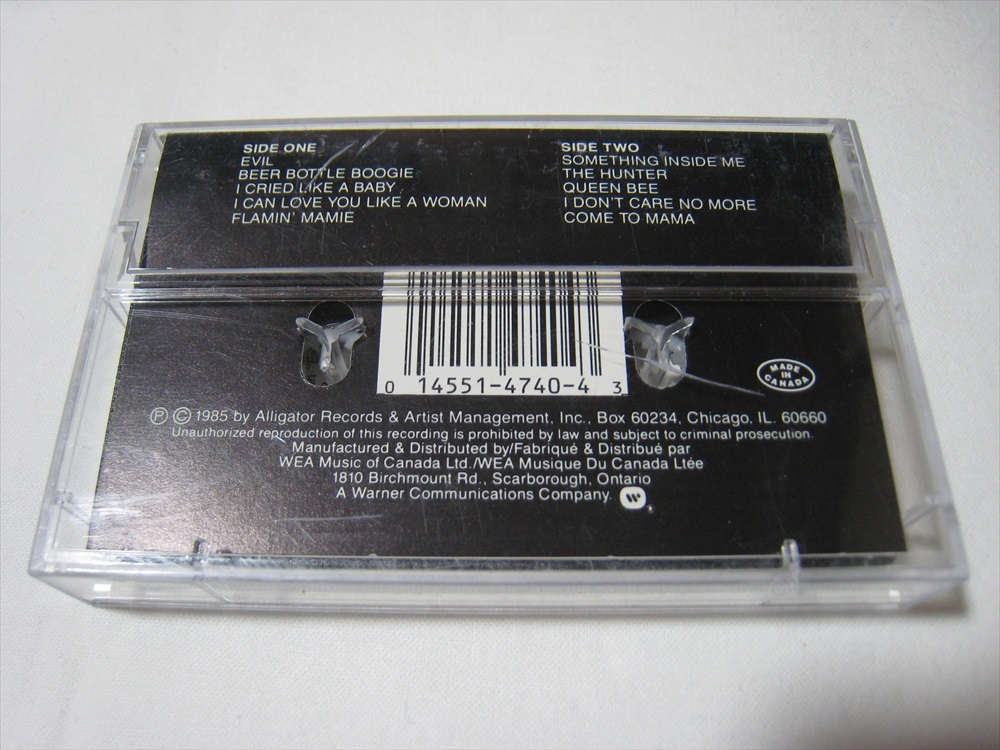 SIDE ONE
EVIL
BEER BOTTLE BOOGIE
I CRIED LIKE A BABY
I CAN LOVE YOU LIKE A WOMAN
FLAMIN' MAMIE
SIDE TWO
SOMETHING INSIDE ME
THE HUNTER
QUEEN BEE
I DON'T CARE NO MORE
COME TO MAMA
0 14551-4740-4 3
MADE IN CANADA
Ⓟ © 1985 by Alligator Records & Artist Management, Inc., Box 60234, Chicago, IL. 60660
Unauthorized reproduction of this recording is prohibited by law and subject to criminal prosecution.
Manufactured & Distributed by/Fabriqué & Distribué par
WEA Music of Canada Ltd./WEA Musique Du Canada Ltée
1810 Birchmount Rd., Scarborough, Ontario
A Warner Communications Company.